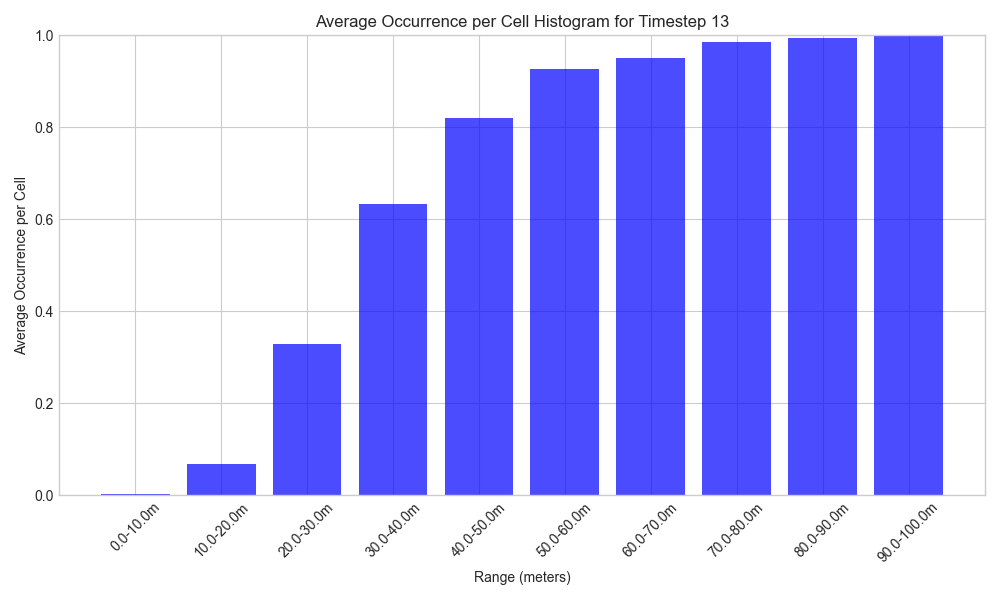 Average Occurrence per Cell Histogram for Timestep 13
Average Occurrence per Cell
1.0
0.8
0.6
0.4
0.2
0.0
0.0-10.0m
10.0-20.0m
20.0-30.0m
30.0-40.0m
40.0-50.0m
50.0-60.0m
60.0-70.0m
70.0-80.0m
80.0-90.0m
90.0-100.0m
Range (meters)